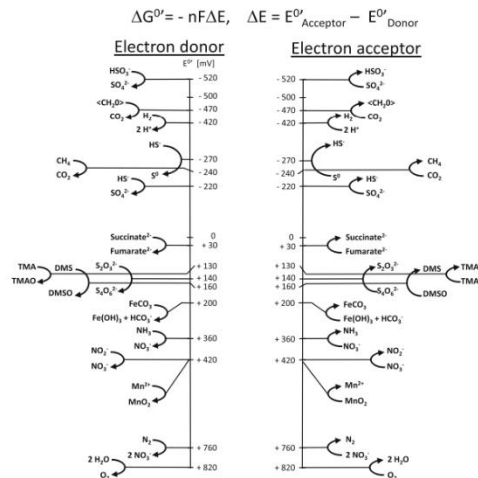 ΔG⁰' = - nFΔE,   ΔE = E⁰'Acceptor − E⁰'Donor
Electron donor
E⁰' [mV]
HSO₃⁻
SO₄²⁻
- 520
- 500
<CH₂0>
CO₂
- 470
H₂
2 H⁺
- 420
HS⁻
S⁰
- 270
CH₄
CO₂
- 240
HS⁻
SO₄²⁻
- 220
0
Succinate²⁻
Fumarate²⁻
+ 30
TMA
TMAO
+ 130
DMS
DMSO
S₂O₃²⁻
S₄O₆²⁻
+ 140
+ 160
FeCO₃
Fe(OH)₃ + HCO₃⁻
+ 200
NH₃
NO₃⁻
+ 360
NO₂⁻
NO₃⁻
+ 420
Mn²⁺
MnO₂
N₂
2 NO₃⁻
+ 760
2 H₂O
O₂
+ 820
Electron acceptor
- 520
HSO₃⁻
SO₄²⁻
- 500
- 470
<CH₂0>
CO₂
- 420
H₂
2 H⁺
HS⁻
S⁰
- 270
- 240
CH₄
CO₂
- 220
HS⁻
SO₄²⁻
0
Succinate²⁻
+ 30
Fumarate²⁻
+ 130
S₂O₃²⁻
S₄O₆²⁻
DMS
DMSO
TMA
TMA
+ 140
+ 160
+ 200
FeCO₃
Fe(OH)₃ + HCO₃⁻
+ 360
NH₃
NO₃⁻
+ 420
NO₂⁻
NO₃⁻
Mn²⁺
MnO₂
+ 760
N₂
2 NO₃⁻
+ 820
2 H₂O
O₂